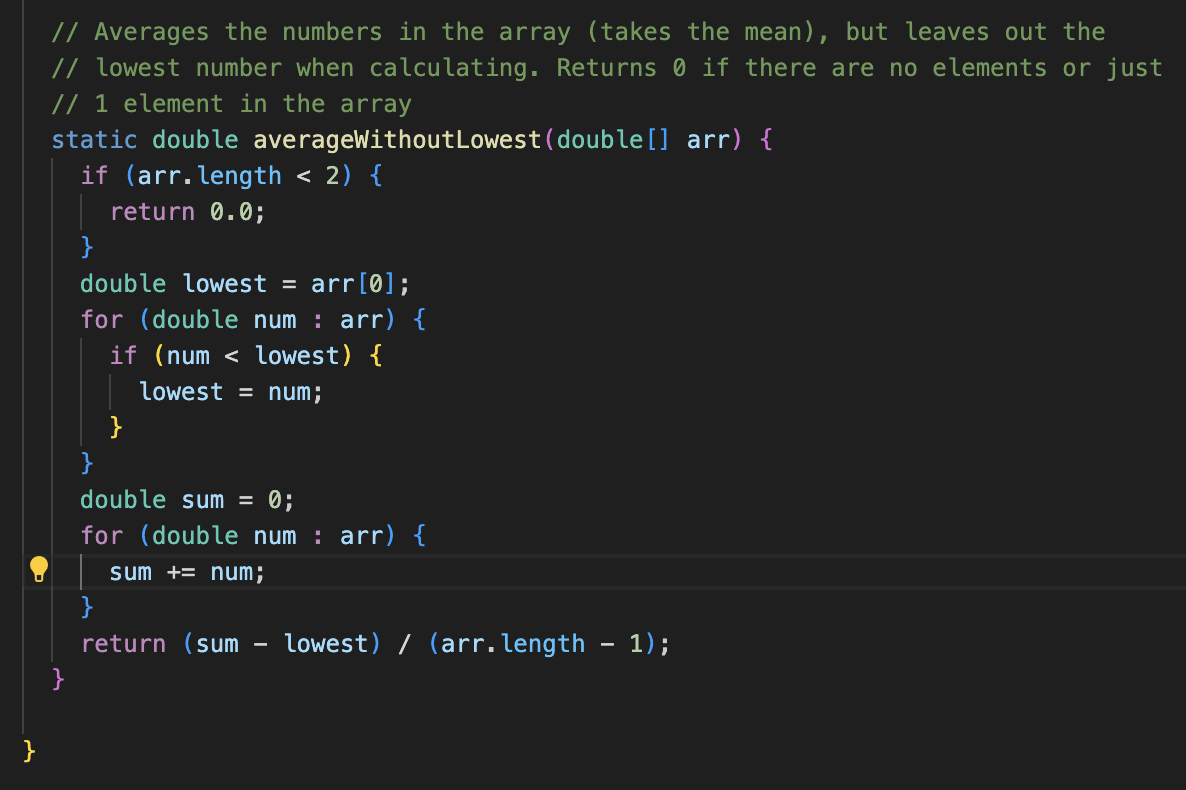 // Averages the numbers in the array (takes the mean), but leaves out the
// lowest number when calculating. Returns 0 if there are no elements or just
// 1 element in the array
static double averageWithoutLowest(double[] arr) {
  if (arr.length < 2) {
    return 0.0;
  }
  double lowest = arr[0];
  for (double num : arr) {
    if (num < lowest) {
      lowest = num;
    }
  }
  double sum = 0;
  for (double num : arr) {
    sum += num;
  }
  return (sum - lowest) / (arr.length - 1);
}
}